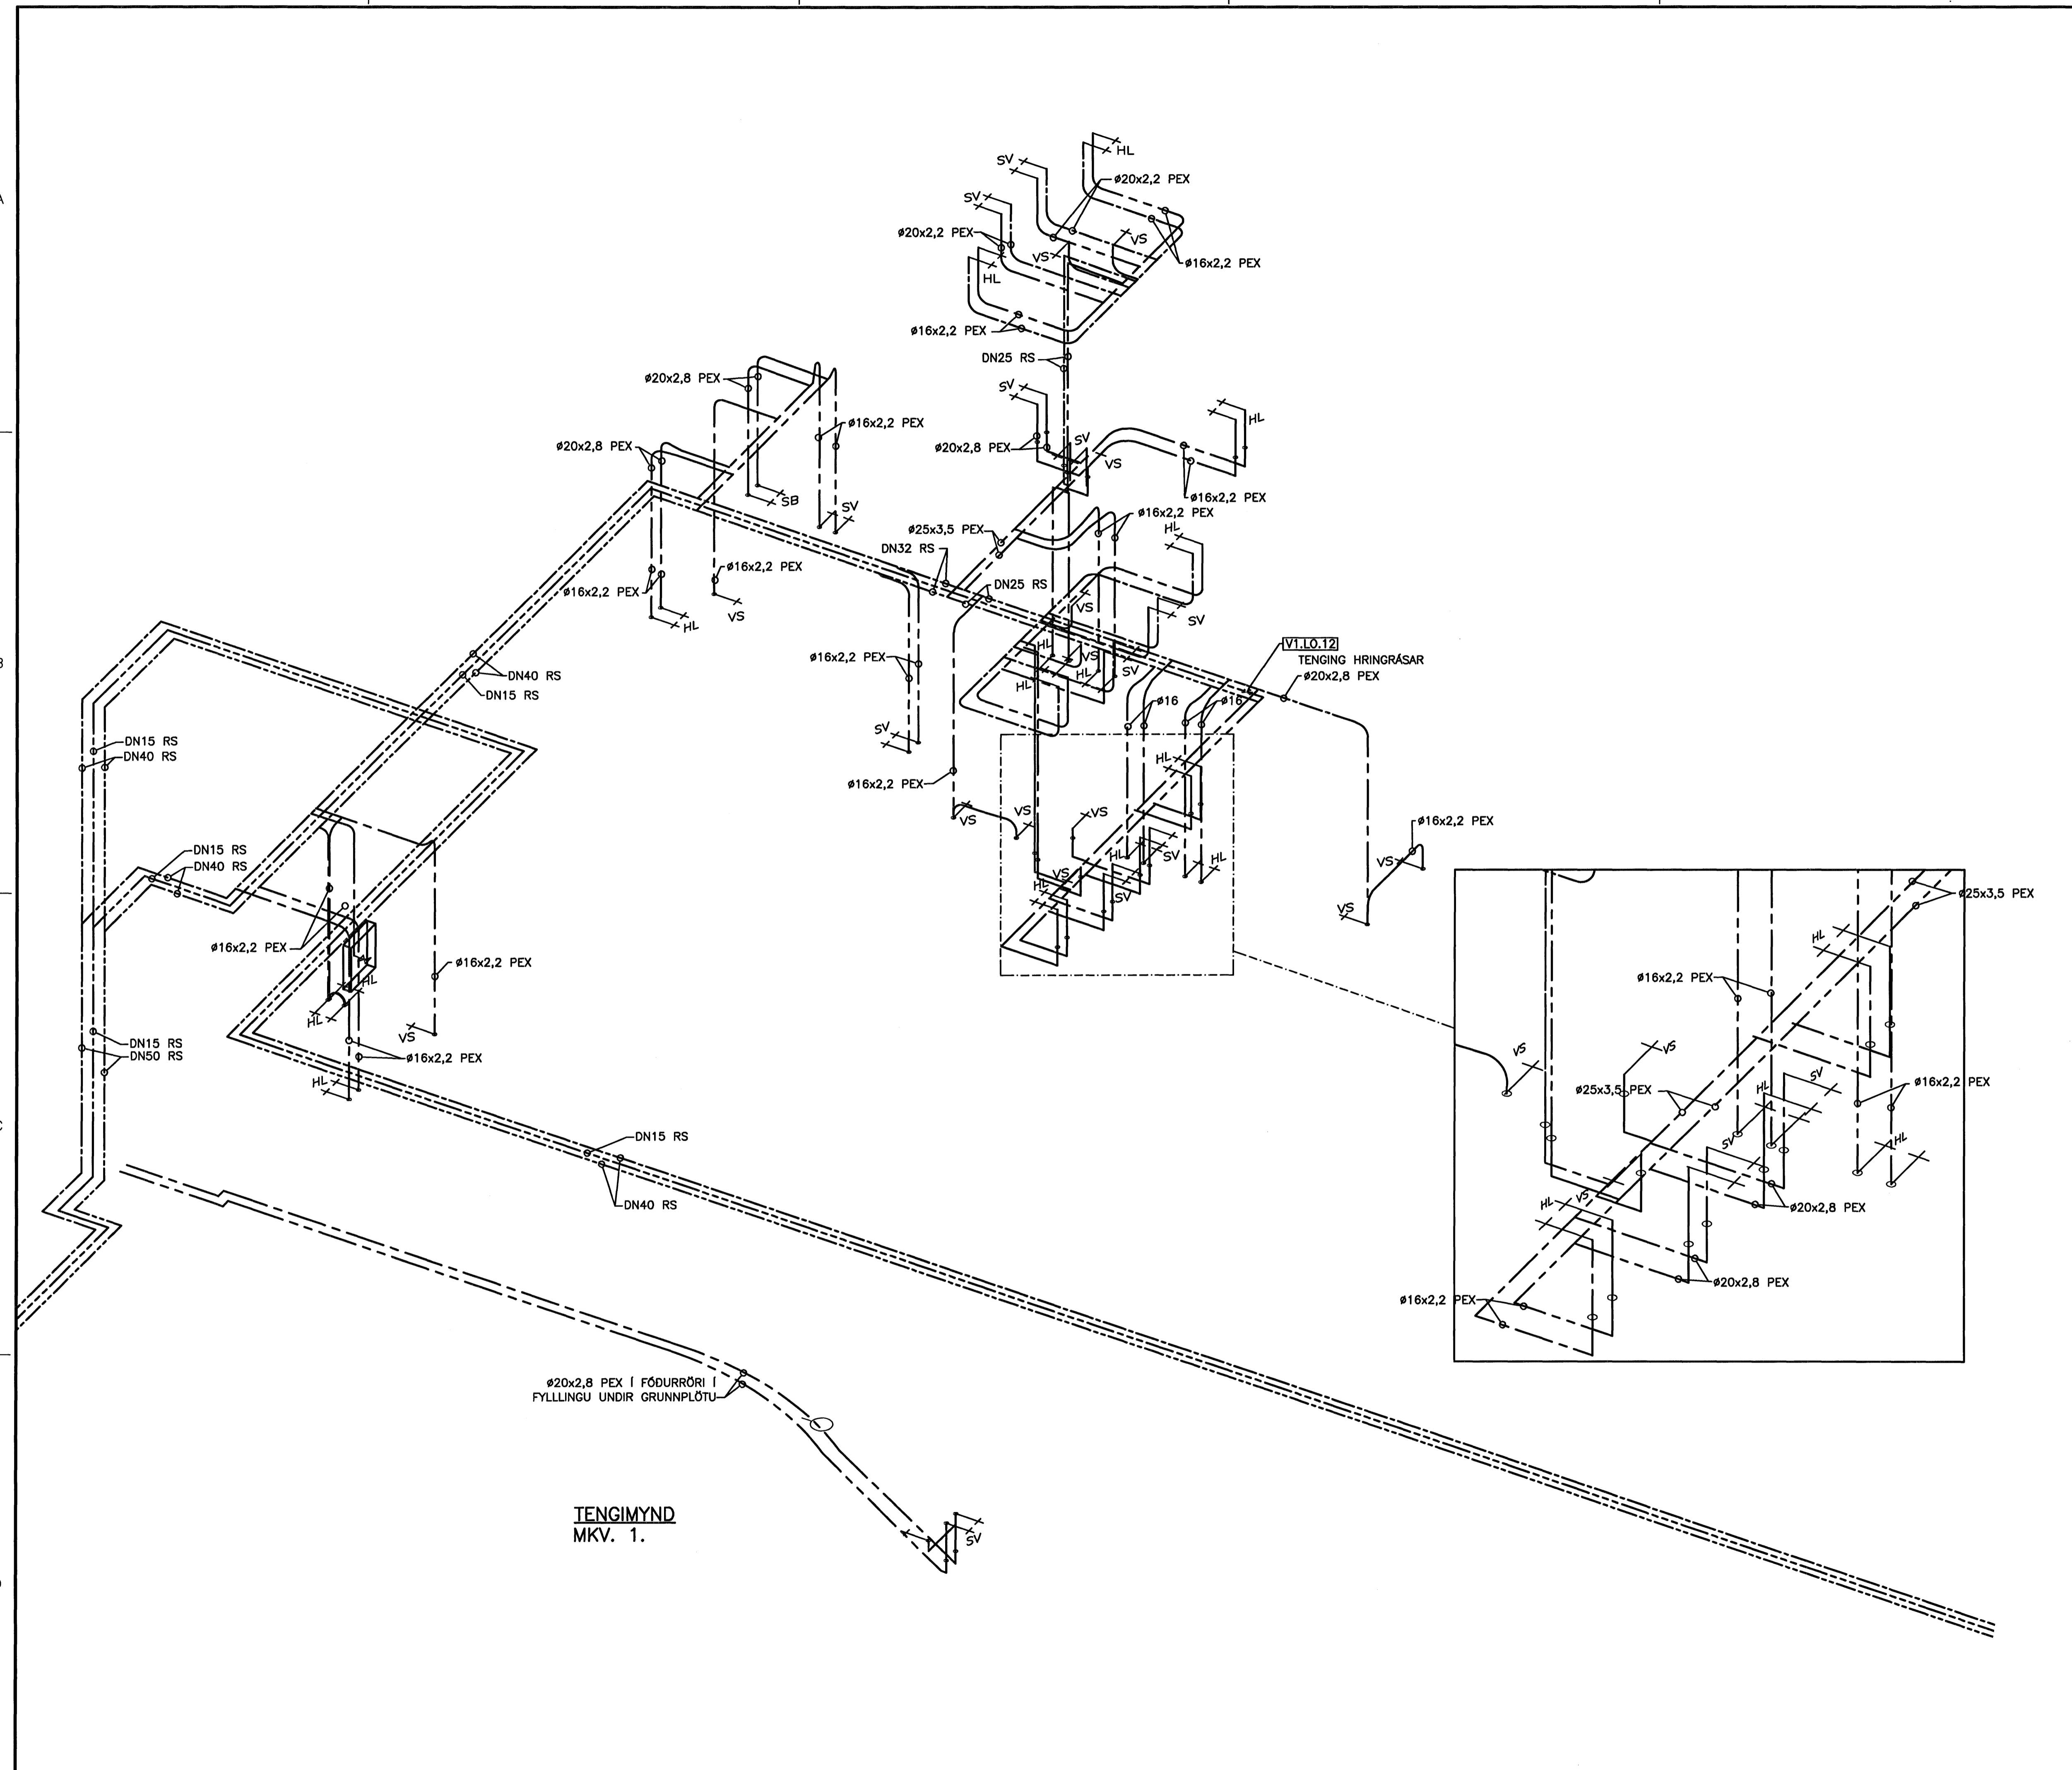 HL
SV
ø20x2,2 PEX
SV
ø20x2,2 PEX
VS
VS
ø16x2,2 PEX
HL
ø16x2,2 PEX
DN25 RS
ø20x2,8 PEX
SV
HL
ø16x2,2 PEX
ø20x2,8 PEX
SV
ø20x2,8 PEX
VS
SB
ø16x2,2 PEX
SV
ø16x2,2 PEX
ø25x3,5 PEX
HL
DN32 RS
ø16x2,2 PEX
DN25 RS
ø16x2,2 PEX
VS
VS
HL
SV
V1.L0.12
HL
VS
TENGING HRINGRÁSAR
ø16x2,2 PEX
SV
DN40 RS
HL
HL
ø20x2,8 PEX
DN15 RS
ø16
ø16
SV
DN15 RS
DN40 RS
HL
ø16x2,2 PEX
VS
VS
VS
ø16x2,2 PEX
DN15 RS
HL
SV
HL
VS
DN40 RS
VS
HL
SV
VS
ø25x3,5 PEX
HL
ø16x2,2 PEX
ø16x2,2 PEX
ø16x2,2 PEX
HL
HL
VS
DN15 RS
VS
VS
DN50 RS
ø16x2,2 PEX
HL
SV
ø16x2,2 PEX
ø25x3,5 PEX
HL
DN15 RS
SV
HL
VS
HL
DN40 RS
ø20x2,8 PEX
ø20x2,8 PEX
ø16x2,2 PEX
ø20x2,8 PEX Í FÓÐURRÖRI Í
FYLLLINGU UNDIR GRUNNPLÖTU
TENGIMYND
MKV. 1.
SV
A
B
C